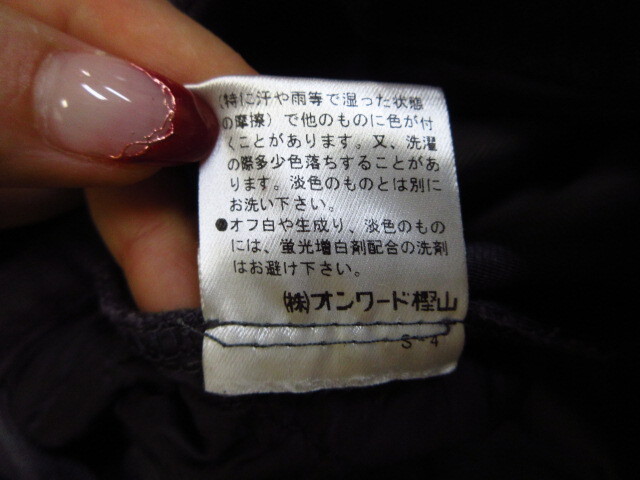 (特に汗や雨等で湿った状態
の摩擦)で他のものに色が付
くことがあります。又、洗濯
の際多少色落ちすることがあ
ります。淡色のものとは別に
お洗い下さい。
●オフ白や生成り、淡色のもの
には、蛍光増白剤配合の洗剤
はお避け下さい。
㈱オンワード樫山
S-4